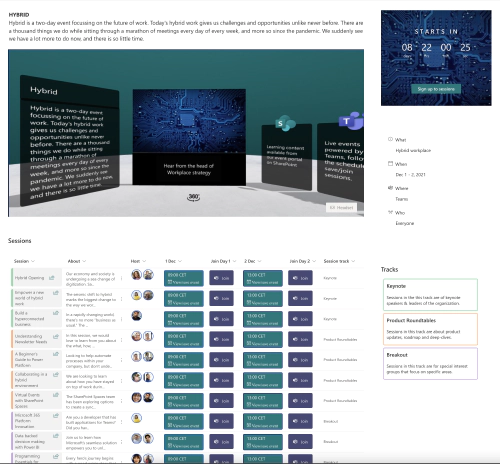 HYBRID
Hybrid is a two-day event focussing on the future of work. Today's hybrid work gives us challenges and opportunities unlike never before. There are
a thousand things we do while sitting through a marathon of meetings every day of every week, and more so since the pandemic. We suddenly
we have a lot more to do now, and there is so little time.
STARTS IN
08 : 22 : 00 : 25
Sign up to sessions
Hybrid
Hybrid is a two-day event
focussing on the future of
work. Today's hybrid work
gives us challenges and
opportunities unlike never
before. There are a thousand
things we do while sitting
through a marathon of
meetings every day of every
week, and more so since the
pandemic. We suddenly
we have a lot more to do now,
and there is so little time.
Hear from the head of
Workplace strategy
Learning content
available from
our event portal
on SharePoint
Live events
powered by
Teams, follow
the schedule
save/join
sessions.
360°
Headset
What
Hybrid workplace
When
Dec 1 - 2, 2021
Where
Teams
Who
Everyone
Sessions
Session About Host 1 Dec Join Day 1 2 Dec Join Day 2 Session track
Hybrid Opening
Our economy and society is
undergoing a sea change of
digitization. So...
09:00 CET
Join
13:00 CET
Join
Keynote
Empower a new
world of hybrid
work
The seismic shift to Hybrid
marks the biggest change to
the way we wor...
09:00 CET
Join
13:00 CET
Join
Keynote
Build a
hyperconnected
business
In a rapidly changing world,
there's no more "business as
usual." The...
09:00 CET
Join
13:00 CET
Join
Keynote
Understanding
Foundation Needs
In this session, we would
hear to learn from you about
the what, how...
09:00 CET
Join
13:00 CET
Join
Product Roundtables
A Beginner's
Guide to Power
Platform
Looking to help automate
processes within your
company, but don't unde...
09:00 CET
Join
13:00 CET
Join
Product Roundtables
Collaborating in a
hybrid
environment
We are looking to learn
about how you have stayed
on top of work durin...
09:00 CET
Join
13:00 CET
Join
Product Roundtables
Virtual Events
with SharePoint
Spaces
The SharePoint Spaces team
has been exploring options
to create a conc...
09:00 CET
Join
13:00 CET
Join
Product Roundtables
Microsoft 365
Platform
Innovation
Are you a developer that has
built applications for Teams?
Did you hav...
09:00 CET
Join
13:00 CET
Join
Breakout
Data-backed
decision making
with Power BI
Join us to learn from
Microsoft's seamless solution
empowers you to coll...
09:00 CET
Join
13:00 CET
Join
Breakout
Programming
Essentials for
Every French journey begins
09:00 CET
Join
13:00 CET
Join
Tracks
Keynote
Sessions in this track are of keynote
speakers & leaders of the organization.
Product Roundtables
Sessions in this track are about product
updates, roadmap and deep-dives.
Breakout
Sessions in this track are for special interest
groups that focus on specific areas.